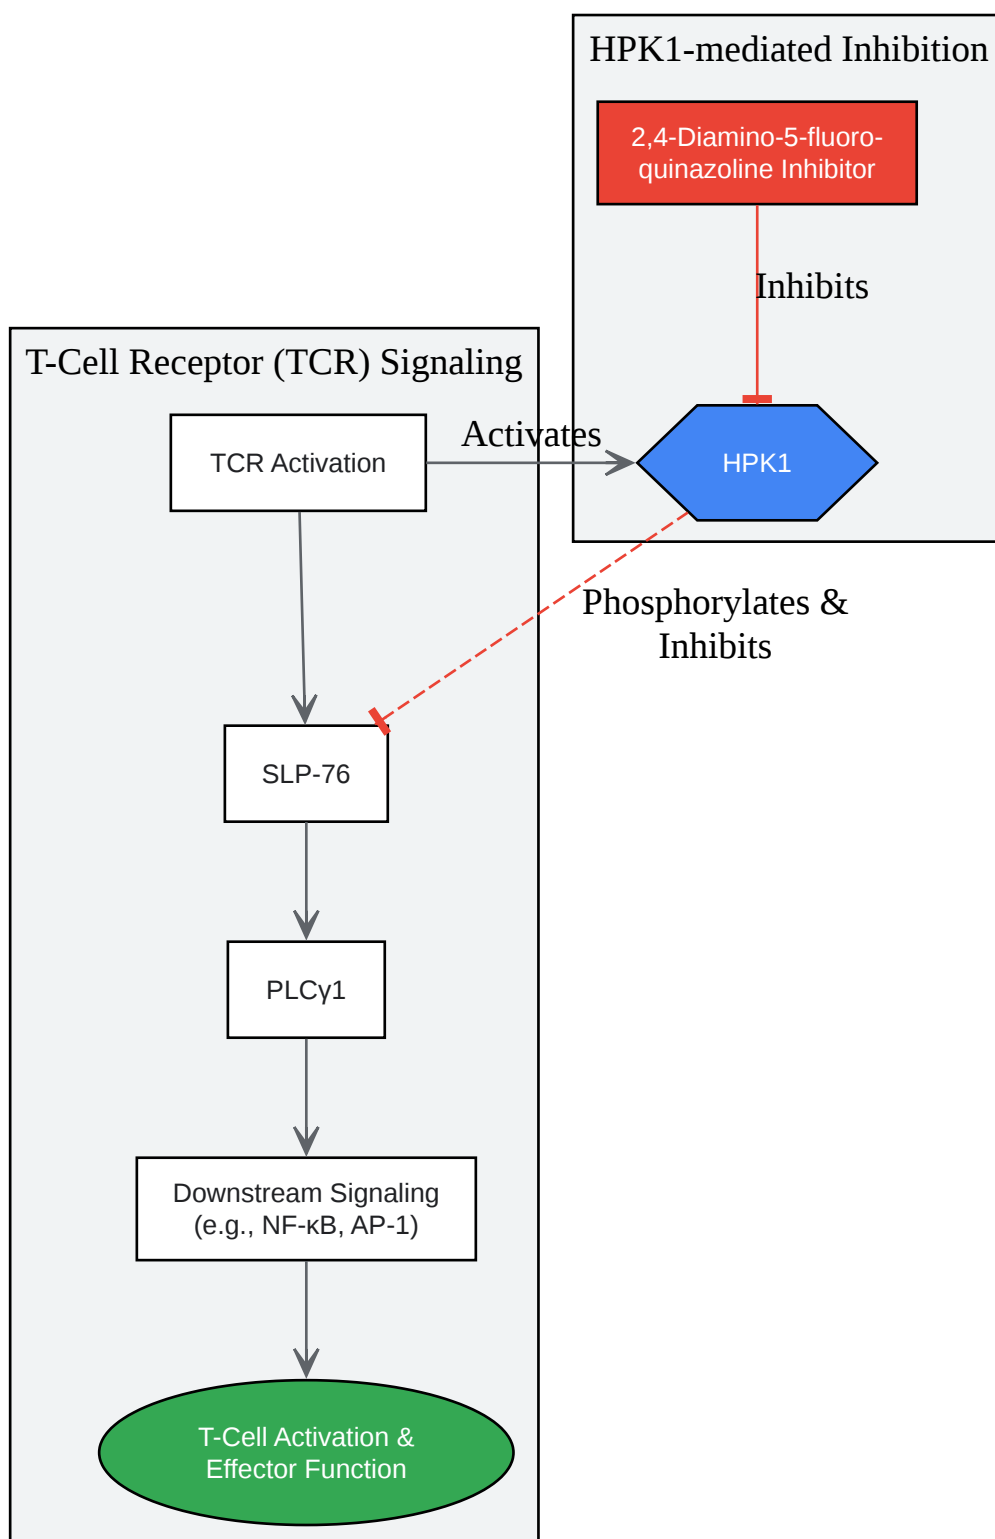 HPK1-mediated Inhibition
2,4-Diamino-5-fluoro-
quinazoline Inhibitor
Inhibits
T-Cell Receptor (TCR) Signaling
TCR Activation
Activates
HPK1
Phosphorylates &
Inhibits
SLP-76
PLCγ1
Downstream Signaling
(e.g., NF-κB, AP-1)
T-Cell Activation &
Effector Function